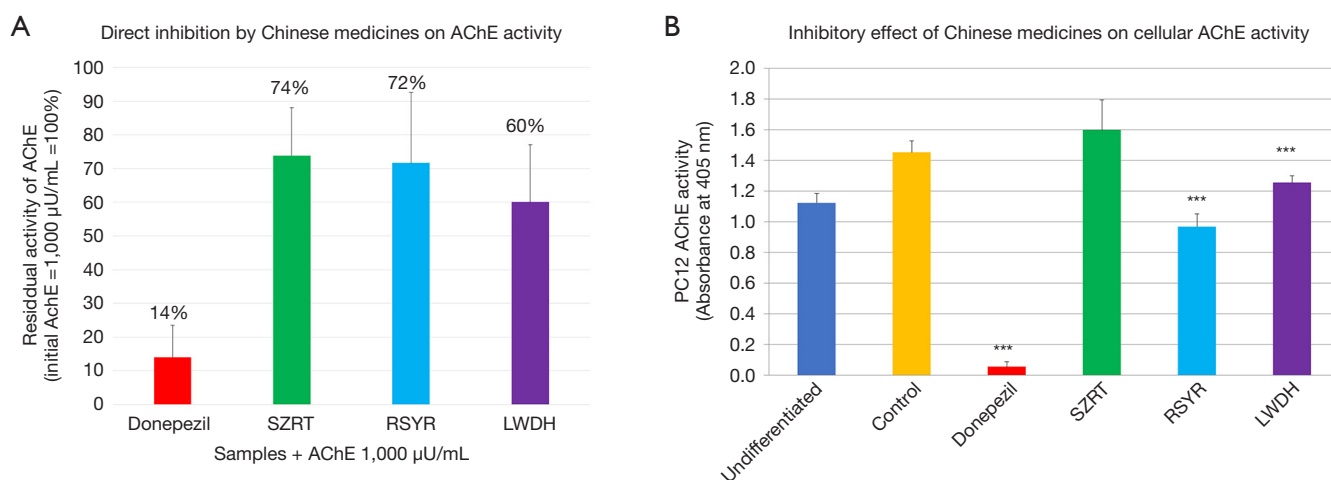 A
Direct inhibition by Chinese medicines on AChE activity
Residdual activity of AChE
(initial AChE =1,000 µU/mL =100%)
100
90
80
70
60
50
40
30
20
10
0
14%
74%
72%
60%
Donepezil SZRT RSYR LWDH
Samples + AChE 1,000 µU/mL
B
Inhibitory effect of Chinese medicines on cellular AChE activity
PC12 AChE activity
(Absorbance at 405 nm)
2.0
1.8
1.6
1.4
1.2
1.0
0.8
0.6
0.4
0.2
0.0
***
***
***
Undifferentiated
Control
Donepezil
SZRT
RSYR
LWDH